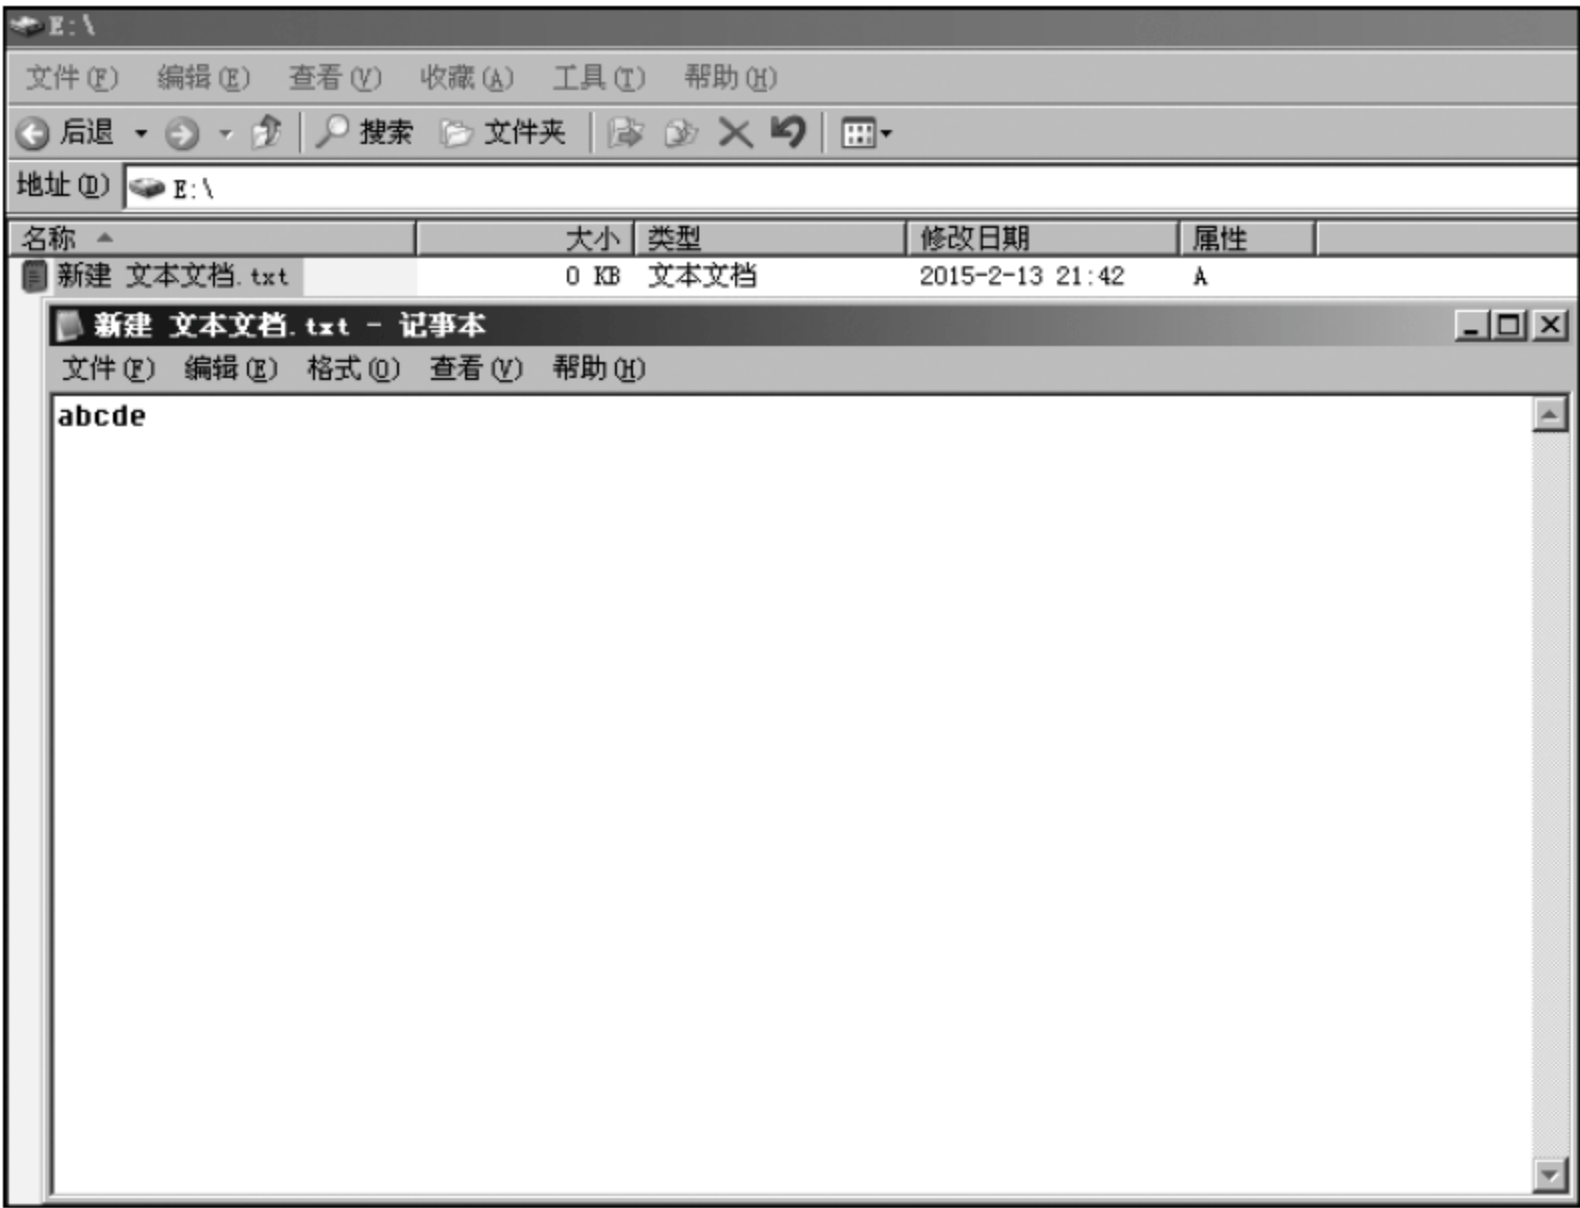 E:\
文件(F) 编辑(E) 查看(V) 收藏(A) 工具(T) 帮助(H)
后退 搜索 文件夹
地址(D) E:\
名称 大小 类型 修改日期 属性
新建 文本文档.txt 0 KB 文本文档 2015-2-13 21:42 A
新建 文本文档.txt - 记事本
文件(F) 编辑(E) 格式(O) 查看(V) 帮助(H)
abcde